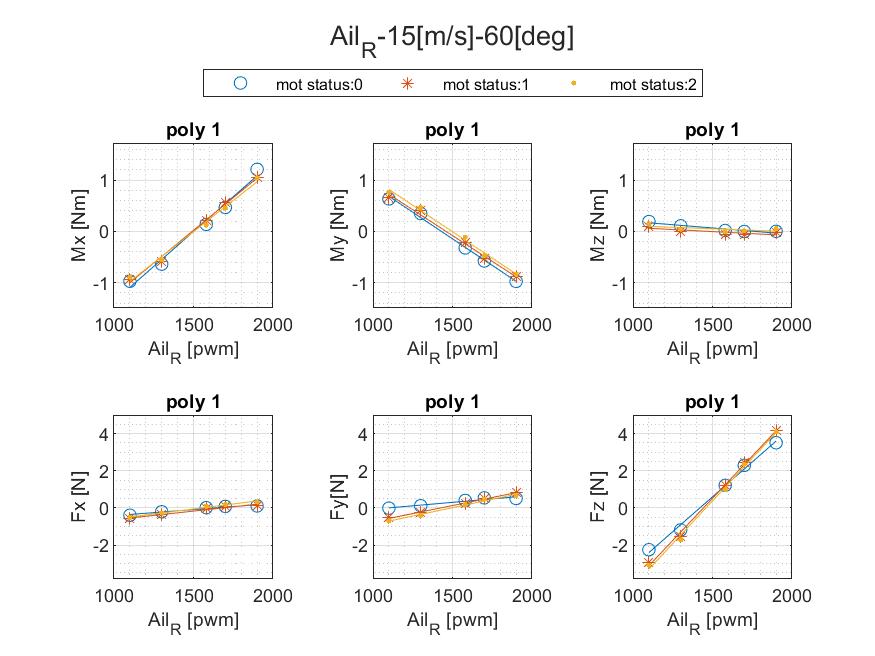 Ail_R-15[m/s]-60[deg]
mot status:0 mot status:1 mot status:2
poly 1 poly 1 poly 1
Mx [Nm] My [Nm] Mz [Nm]
1 1 1
0 0 0
-1 -1 -1
1000 1500 2000 1000 1500 2000 1000 1500 2000
Ail_R [pwm] Ail_R [pwm] Ail_R [pwm]
poly 1 poly 1 poly 1
Fx [N] Fy[N] Fz [N]
4 4 4
2 2 2
0 0 0
-2 -2 -2
1000 1500 2000 1000 1500 2000 1000 1500 2000
Ail_R [pwm] Ail_R [pwm] Ail_R [pwm]